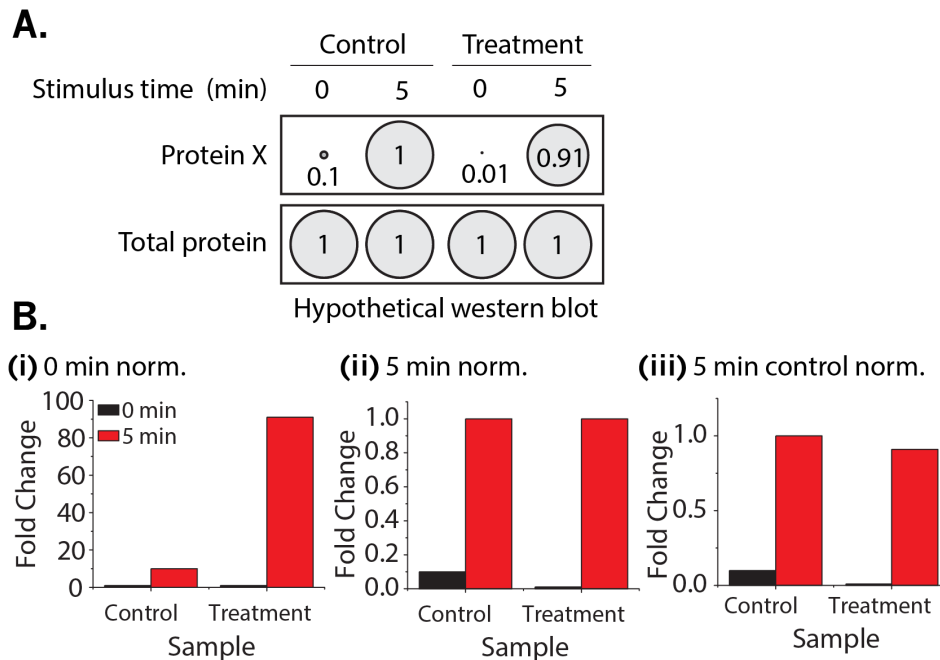 A.
Control Treatment
Stimulus time (min) 0 5 0 5
Protein X 0.1 1 0.01 0.91
Total protein 1 1 1 1
Hypothetical western blot
B.
(i) 0 min norm.
100
80
60
40
20
0
Fold Change
0 min
5 min
Control Treatment
Sample
(ii) 5 min norm.
1.0
0.8
0.6
0.4
0.2
0.0
Fold Change
Control Treatment
Sample
(iii) 5 min control norm.
1.0
0.5
0.0
Fold Change
Control Treatment
Sample